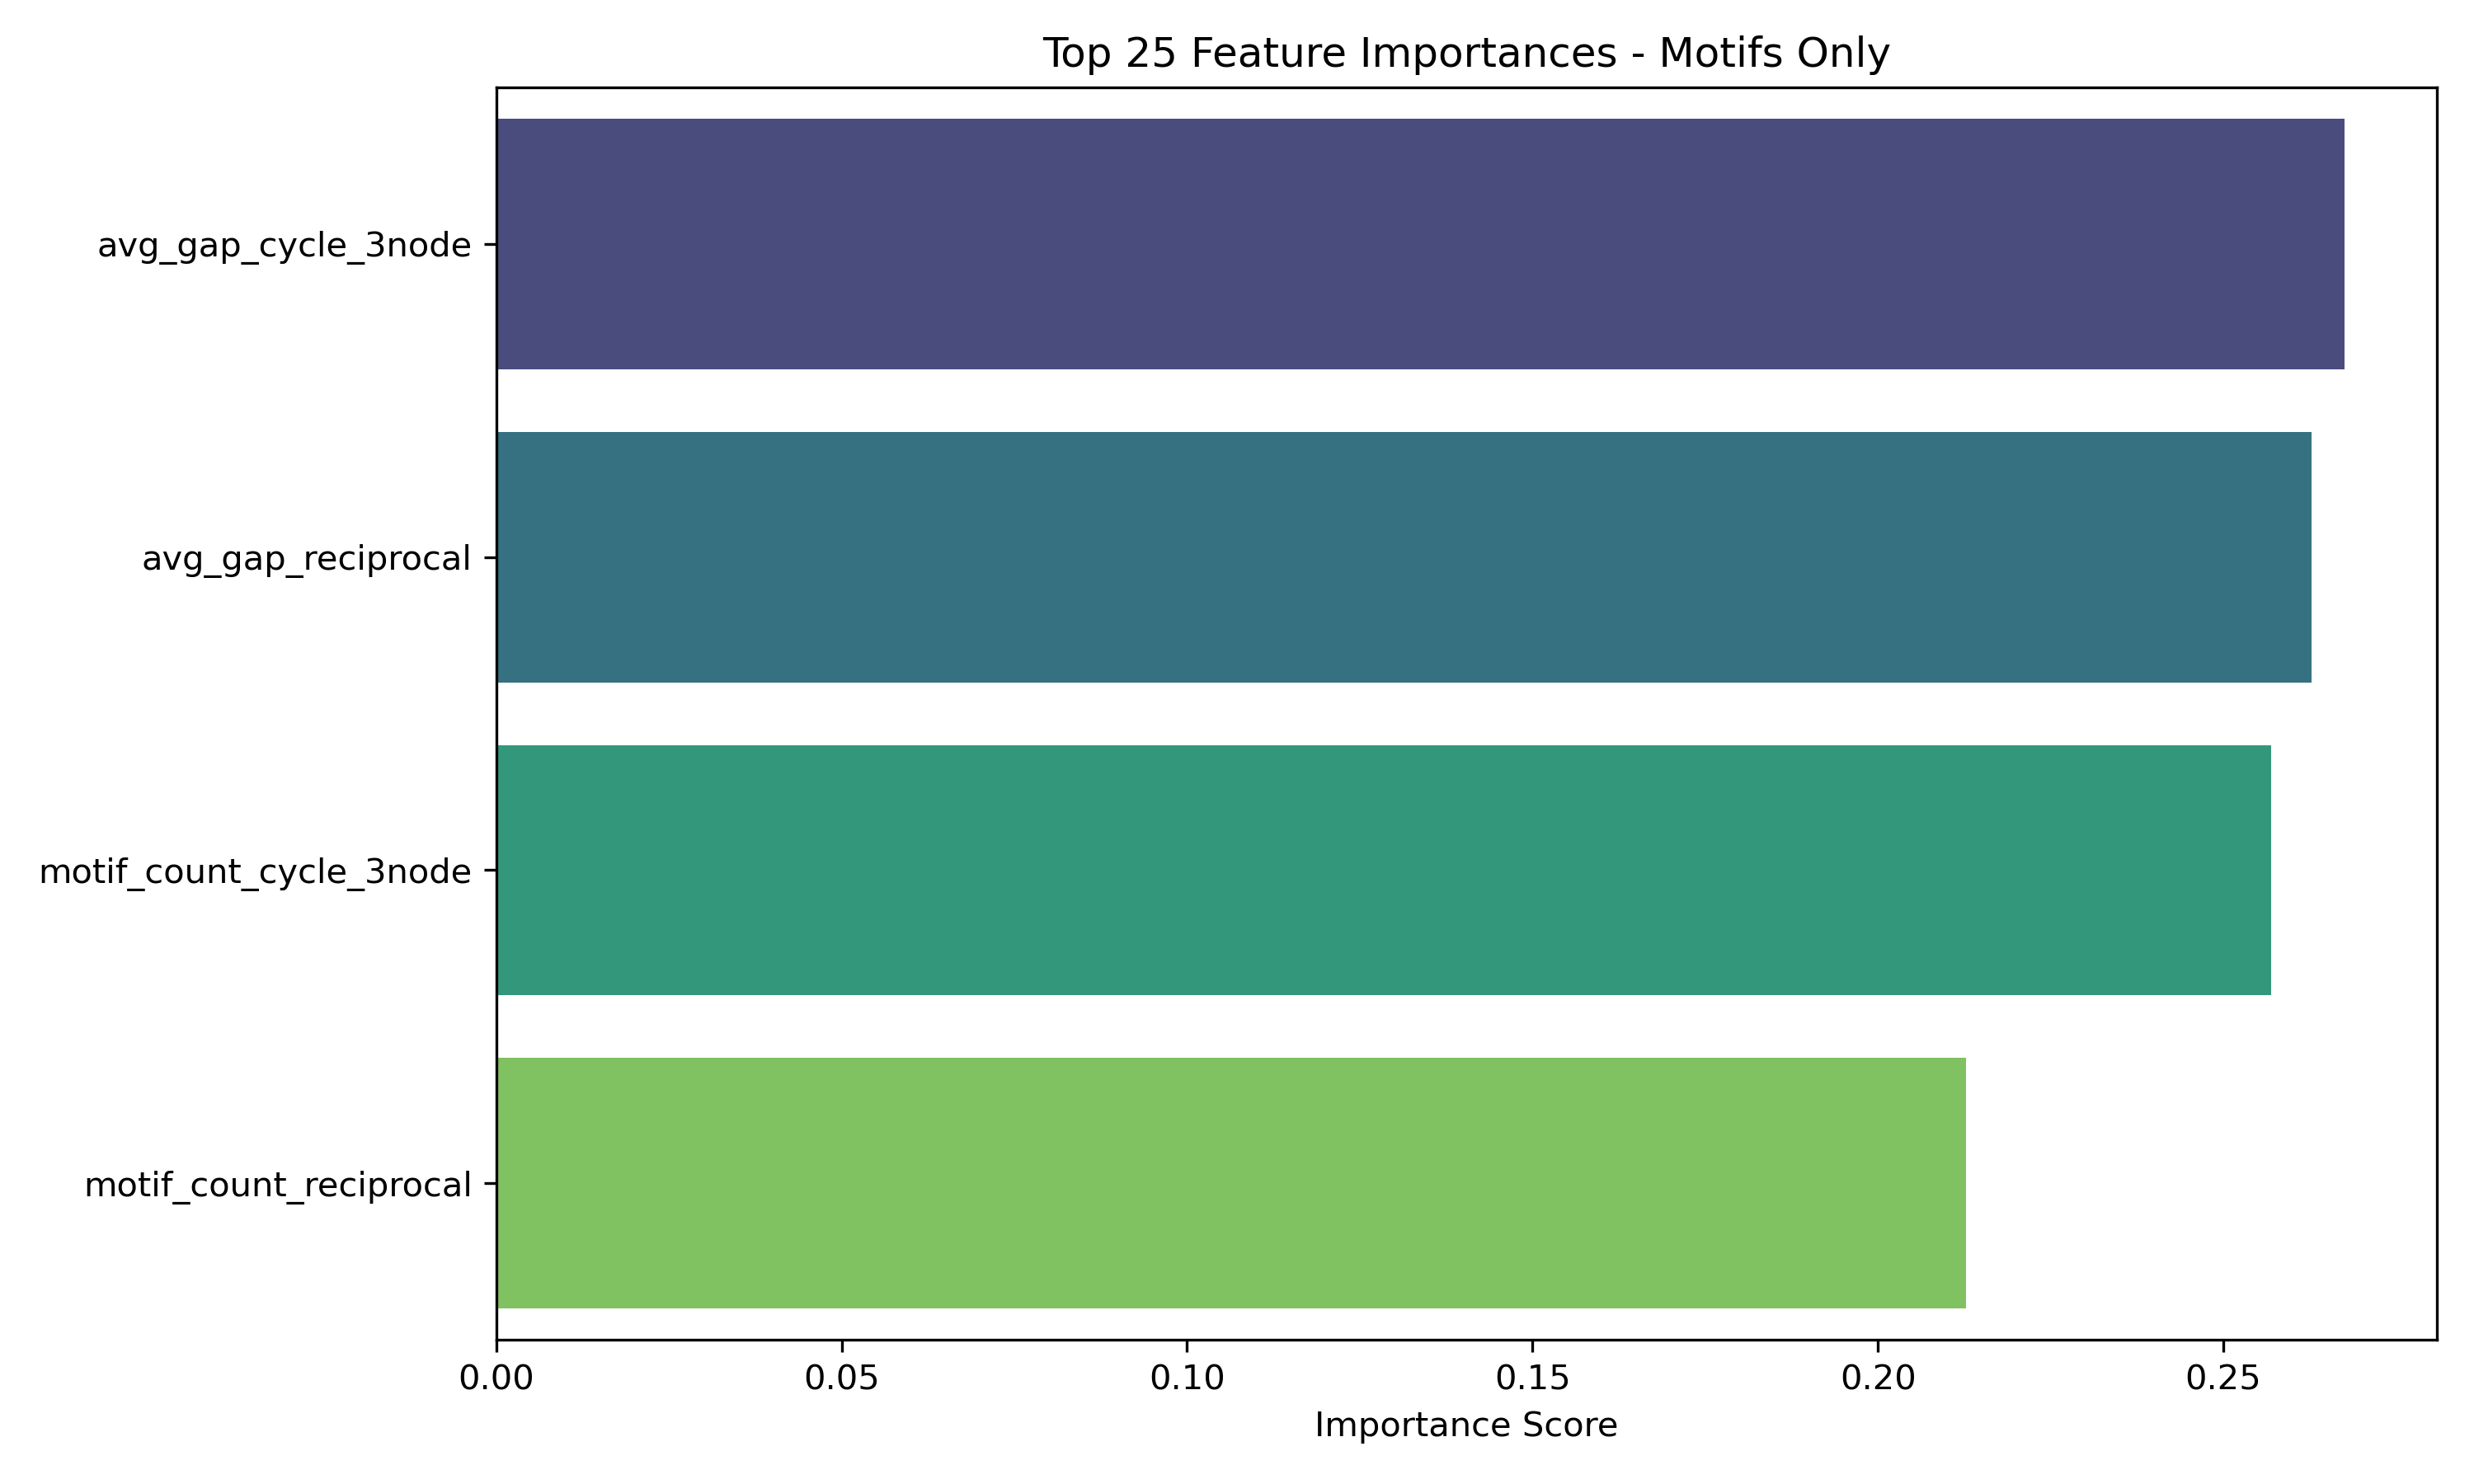 Top 25 Feature Importances - Motifs Only
avg_gap_cycle_3node
avg_gap_reciprocal
motif_count_cycle_3node
motif_count_reciprocal
0.00 0.05 0.10 0.15 0.20 0.25
Importance Score